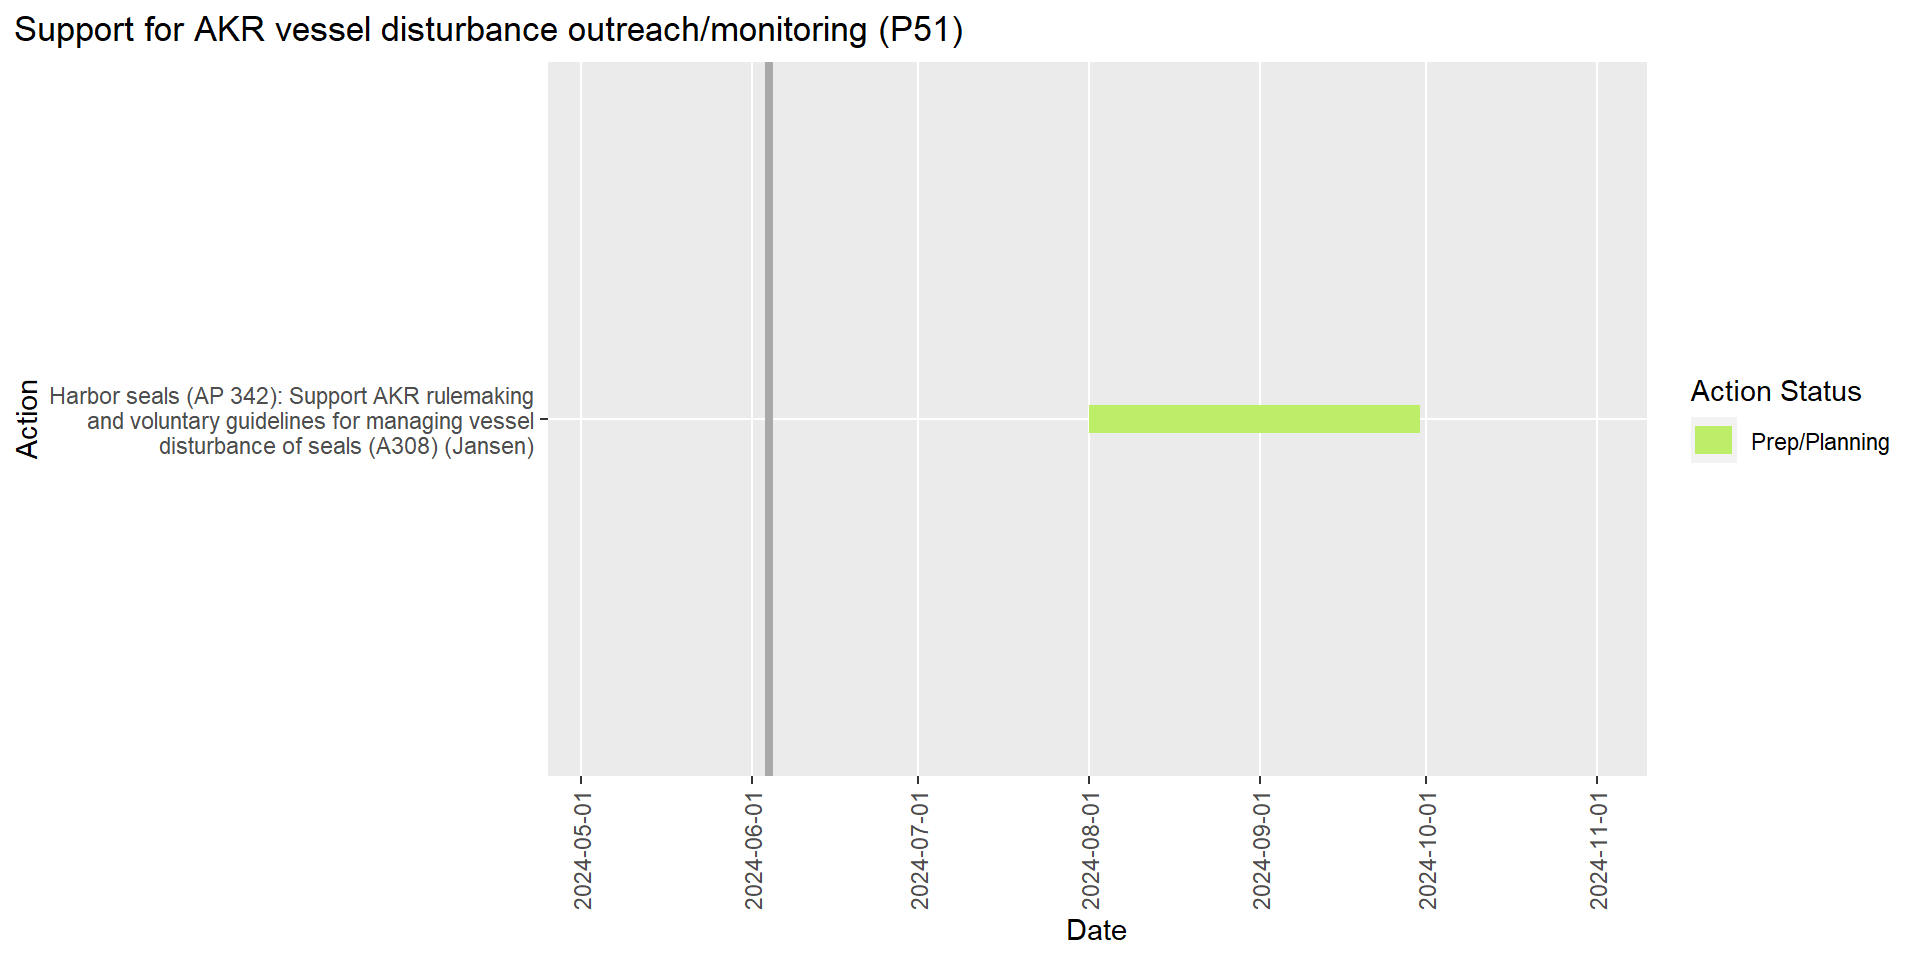 Support for AKR vessel disturbance outreach/monitoring (P51)
Action
Harbor seals (AP 342): Support AKR rulemaking
and voluntary guidelines for managing vessel
disturbance of seals (A308) (Jansen)
Action Status
Prep/Planning
2024-05-01
2024-06-01
2024-07-01
2024-08-01
2024-09-01
2024-10-01
2024-11-01
Date